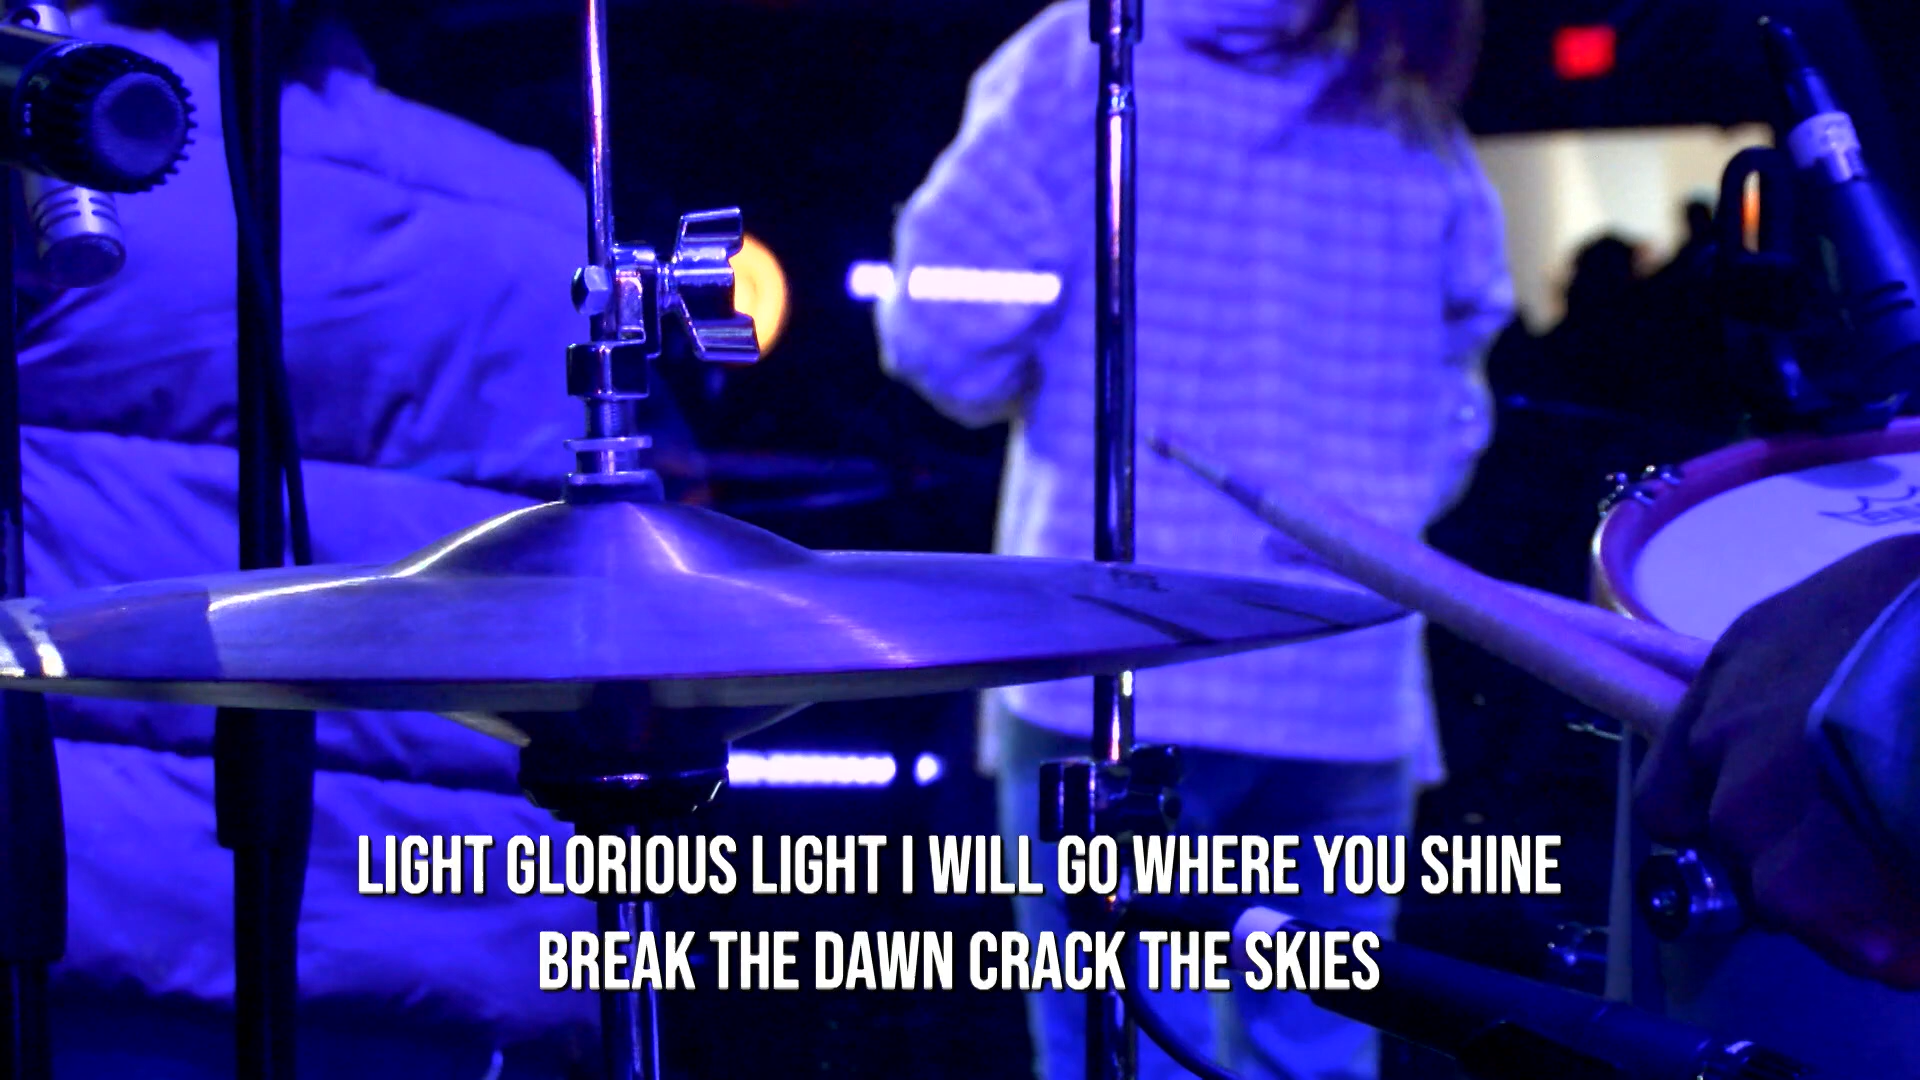 LIGHT GLORIOUS LIGHT I WILL GO WHERE YOU SHINE
BREAK THE DAWN CRACK THE SKIES